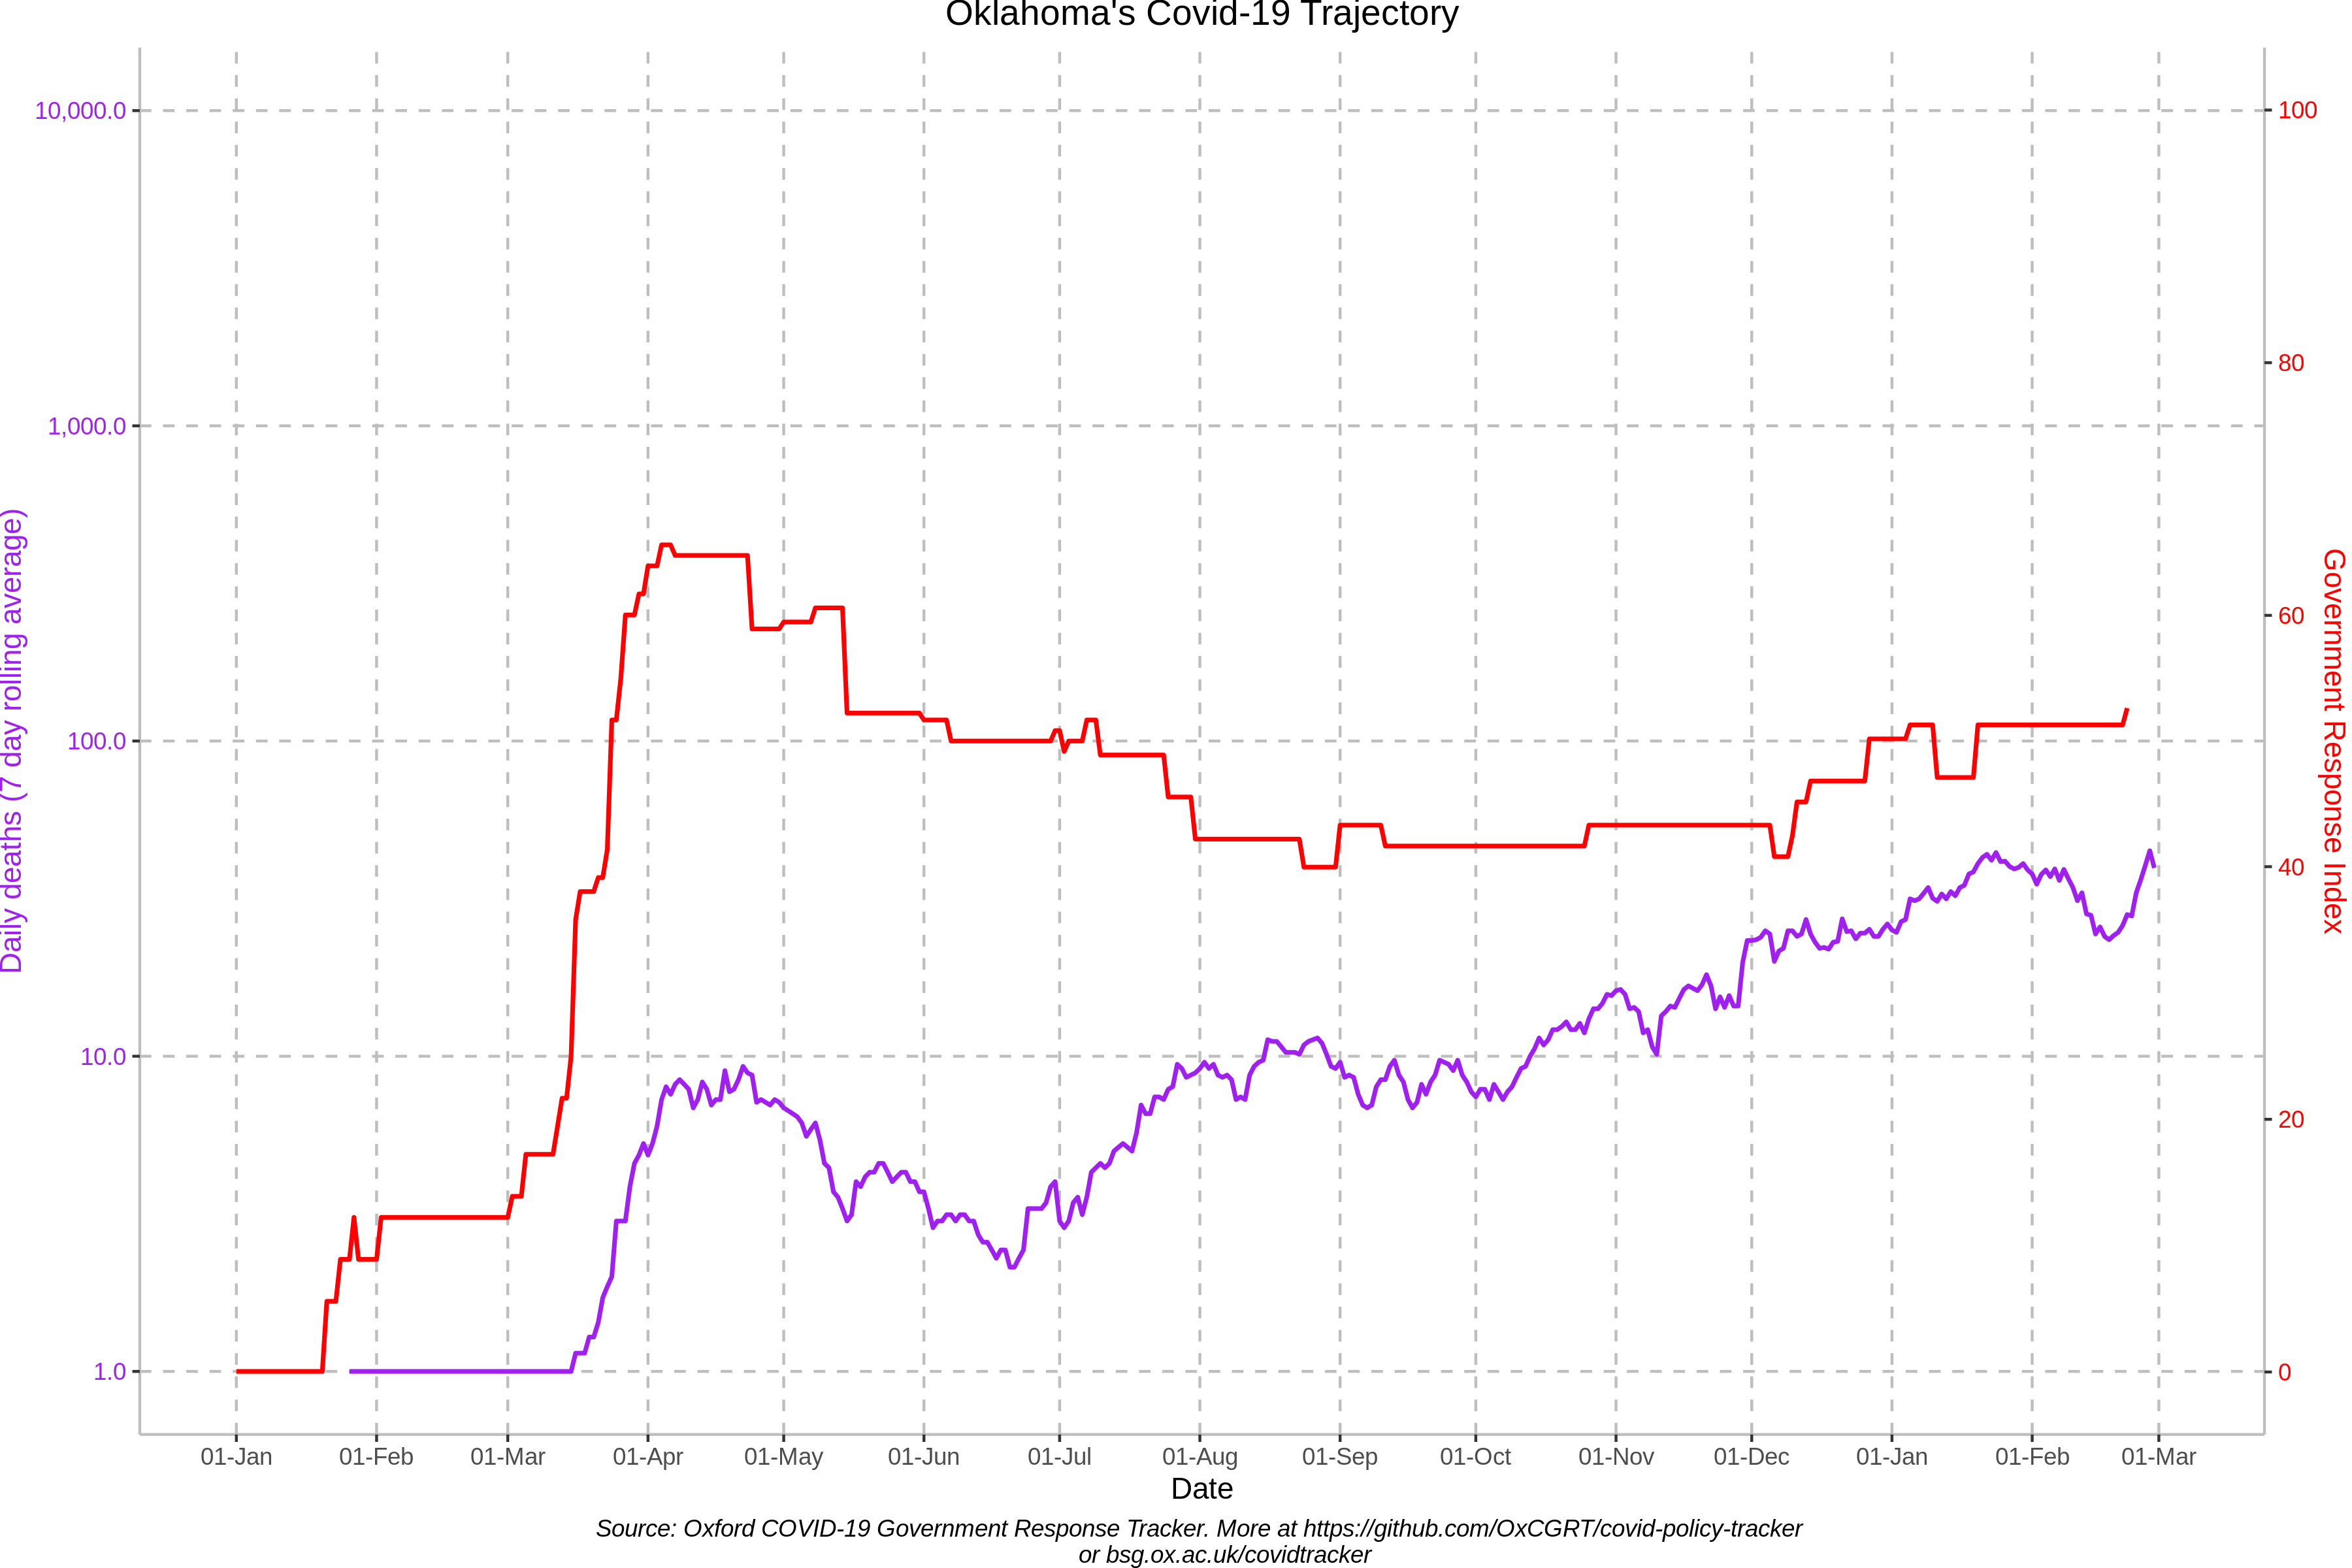 Oklahoma's Covid-19 Trajectory
10,000.0
1,000.0
100.0
10.0
1.0
Daily deaths (7 day rolling average)
100
80
60
40
20
0
Government Response Index
01-Jan 01-Feb 01-Mar 01-Apr 01-May 01-Jun 01-Jul 01-Aug 01-Sep 01-Oct 01-Nov 01-Dec 01-Jan 01-Feb 01-Mar
Date
Source: Oxford COVID-19 Government Response Tracker. More at https://github.com/OxCGRT/covid-policy-tracker
or bsg.ox.ac.uk/covidtracker